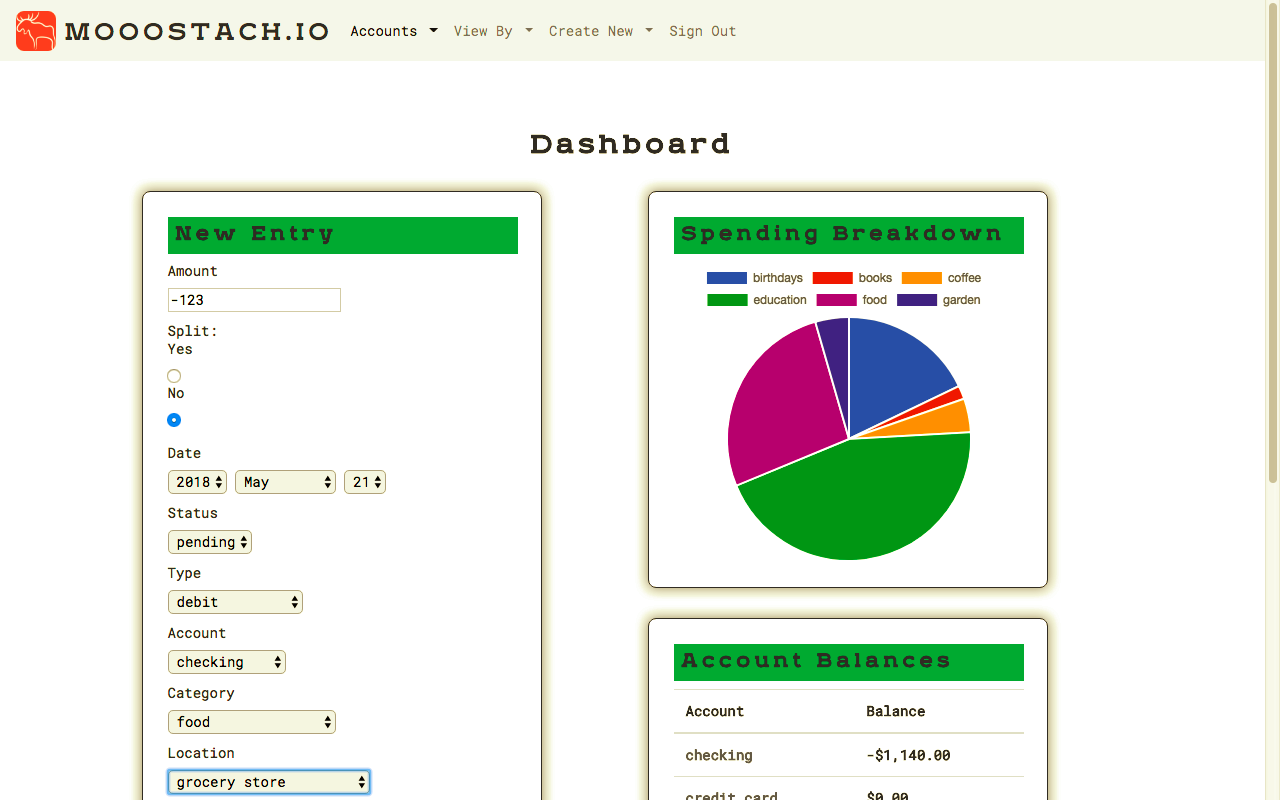 MOOOSTACH.IO Accounts View By Create New Sign Out
Dashboard
New Entry
Amount
-123
Split:
Yes
No
Date
2018 May 21
Status
pending
Type
debit
Account
checking
Category
food
Location
grocery store
Spending Breakdown
birthdays books coffee
education food garden
Account Balances
Account Balance
checking -$1,140.00
credit card $0.00